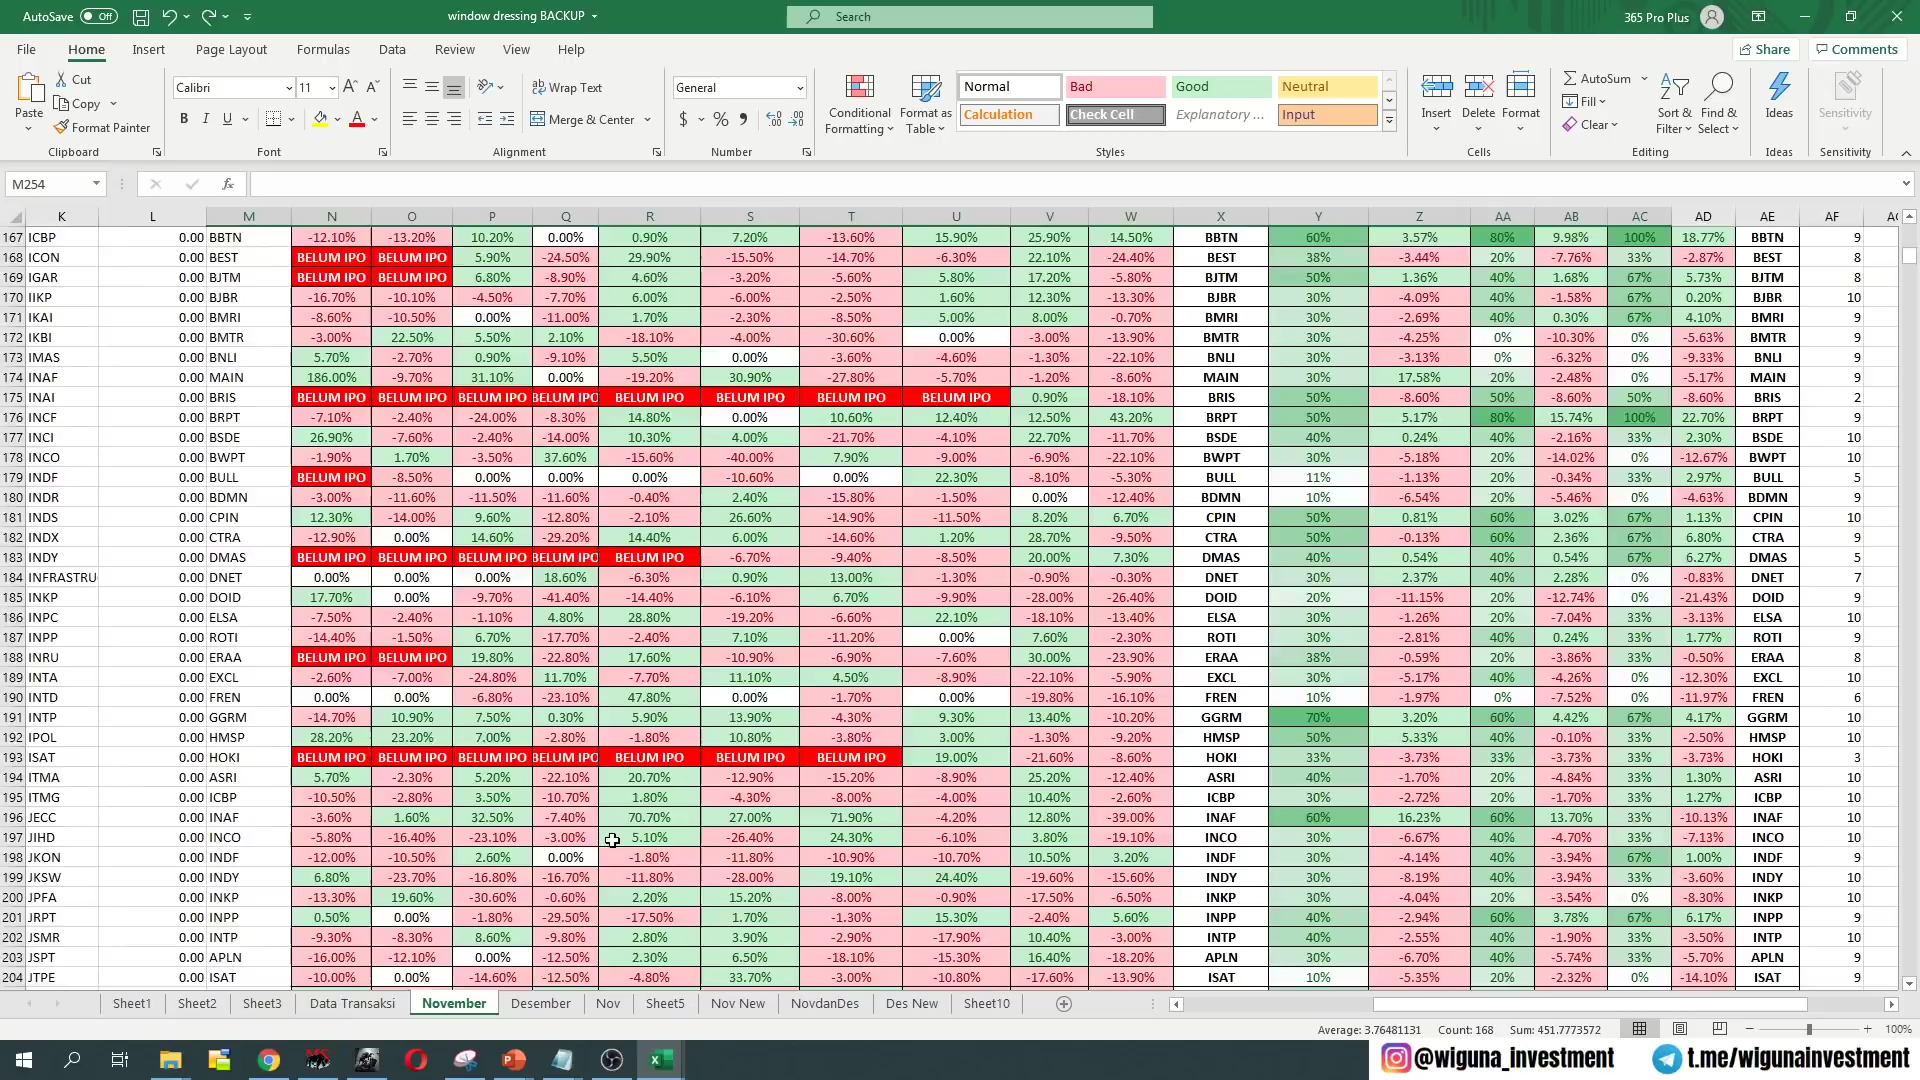 AutoSave Off window dressing BACKUP Search 365 Pro Plus
File Home Insert Page Layout Formulas Data Review View Help Share Comments
Cut Calibri 11 Wrap Text General Normal Bad Good Neutral AutoSum
Copy Calculation Check Cell Explanatory ... Input Fill
Paste Format Painter Merge & Center Conditional Formatting Format as Table Insert Delete Format Clear Sort & Filter Find & Select Ideas Sensitivity
Clipboard Font Alignment Number Styles Cells Editing Ideas Sensitivity
M254 fx
K L M N O P Q R S T U V W X Y Z AA AB AC AD AE AF
167 ICBP 0.00 BBTN -12.10% -13.20% 10.20% 0.00% 0.90% 7.20% -13.60% 15.90% 25.90% 14.50% BBTN 60% 3.57% 80% 9.98% 100% 18.77% BBTN 9
168 ICON 0.00 BEST BELUM IPO BELUM IPO 5.90% -24.50% 29.90% -15.50% -14.70% -6.30% 22.10% -24.40% BEST 38% -3.44% 20% -7.76% 33% -2.87% BEST 8
169 IGAR 0.00 BJTM BELUM IPO BELUM IPO 6.80% -8.90% 4.60% -3.20% -5.60% 5.80% 17.20% -5.80% BJTM 50% 1.36% 40% 1.68% 67% 5.73% BJTM 8
170 IIKP 0.00 BJBR -16.70% -10.10% -4.50% -7.70% 6.00% -6.00% -2.50% 1.60% 12.30% -13.30% BJBR 30% -4.09% 40% -1.58% 67% 0.20% BJBR 10
171 IKAI 0.00 BMRI -8.60% -10.50% 0.00% -11.00% 1.70% -2.30% -8.50% 5.00% 8.00% -0.70% BMRI 30% -2.69% 40% 0.30% 67% 4.10% BMRI 9
172 IKBI 0.00 BMTR -3.00% 22.50% 5.50% 2.10% -18.10% -4.00% -30.60% 0.00% -3.00% -13.90% BMTR 30% -4.25% 0% -10.30% 0% -5.63% BMTR 9
173 IMAS 0.00 BNLI 5.70% -2.70% 0.90% -9.10% 5.50% 0.00% -3.60% -4.60% -1.30% -22.10% BNLI 30% -3.13% 0% -6.32% 0% -9.33% BNLI 9
174 INAF 0.00 MAIN 186.00% -9.70% 31.10% 0.00% -19.20% 30.90% -27.80% -5.70% -1.20% -8.60% MAIN 30% 17.58% 20% -2.48% 0% -5.17% MAIN 9
175 INAI 0.00 BRIS BELUM IPO BELUM IPO BELUM IPO BELUM IPO BELUM IPO BELUM IPO BELUM IPO BELUM IPO 0.90% -18.10% BRIS 50% -8.60% 50% -8.60% 50% -8.60% BRIS 2
176 INCF 0.00 BRPT -7.10% -2.40% -24.00% -8.30% 14.80% 0.00% 10.60% 12.40% 12.50% 43.20% BRPT 50% 5.17% 80% 15.74% 100% 22.70% BRPT 9
177 INCI 0.00 BSDE 26.90% -7.60% -2.40% -14.00% 10.30% 4.00% -21.70% -4.10% 22.70% -11.70% BSDE 40% 0.24% 40% -2.16% 33% 2.30% BSDE 10
178 INCO 0.00 BWPT -1.90% 1.70% -3.50% 37.60% -15.60% -40.00% 7.90% -9.00% -6.90% -22.10% BWPT 30% -5.18% 20% -14.02% 0% -12.67% BWPT 10
179 INDF 0.00 BULL BELUM IPO -8.50% 0.00% 0.00% 0.00% -10.60% 0.00% 22.30% -8.10% -5.30% BULL 11% -1.13% 20% -0.34% 33% 2.97% BULL 5
180 INDR 0.00 BDMN -3.00% -11.60% -11.50% -11.60% -0.40% 2.40% -15.80% -1.50% 0.00% -12.40% BDMN 10% -6.54% 20% -5.46% 0% -4.63% BDMN 9
181 INDS 0.00 CPIN 12.30% -14.00% 9.60% -12.80% -2.10% 26.60% -14.90% -11.50% 8.20% 6.70% CPIN 50% 0.81% 60% 3.02% 67% 1.13% CPIN 10
182 INDX 0.00 CTRA -12.90% 0.00% 14.60% -29.20% 14.40% 6.00% -14.60% 1.20% 28.70% -9.50% CTRA 50% -0.13% 60% 2.36% 67% 6.80% CTRA 9
183 INDY 0.00 DMAS BELUM IPO BELUM IPO BELUM IPO BELUM IPO BELUM IPO -6.70% -9.40% -8.50% 20.00% 7.30% DMAS 40% 0.54% 40% 0.54% 67% 6.27% DMAS 5
184 INFRASTRU 0.00 DNET 0.00% 0.00% 0.00% 18.60% -6.30% 0.90% 13.00% -1.30% -0.90% -0.30% DNET 30% 2.37% 40% 2.28% 0% -0.83% DNET 7
185 INKP 0.00 DOID 17.70% 0.00% -9.70% -41.40% -14.40% -6.10% 6.70% -9.90% -28.00% -26.40% DOID 20% -11.15% 20% -12.74% 0% -21.43% DOID 9
186 INPC 0.00 ELSA -7.50% -2.40% -1.10% 4.80% 28.80% -19.20% -6.60% 22.10% -18.10% -13.40% ELSA 30% -1.26% 40% -7.04% 33% -3.13% ELSA 10
187 INPP 0.00 ROTI -14.40% -1.50% 6.70% -17.70% -2.40% 7.10% -11.20% 0.00% 7.60% -2.30% ROTI 30% -2.81% 40% 0.24% 33% 1.77% ROTI 9
188 INRU 0.00 ERAA BELUM IPO BELUM IPO 19.80% -22.80% 17.60% -10.90% -6.90% -7.60% 30.00% -23.90% ERAA 38% -0.59% 20% -3.86% 33% -0.50% ERAA 8
189 INTA 0.00 EXCL -2.60% -7.00% -24.80% 11.70% -7.70% 11.10% 4.50% -8.90% -22.10% -5.90% EXCL 30% -5.17% 40% -4.26% 0% -12.30% EXCL 10
190 INTD 0.00 FREN 0.00% 0.00% -6.80% -23.10% 47.80% 0.00% -1.70% 0.00% -19.80% -16.10% FREN 10% -1.97% 0% -7.52% 0% -11.97% FREN 6
191 INTP 0.00 GGRM -14.70% 10.90% 7.50% 0.30% 5.90% 13.90% -4.30% 9.30% 13.40% -10.20% GGRM 70% 3.20% 60% 4.42% 67% 4.17% GGRM 10
192 IPOL 0.00 HMSP 28.20% 23.20% 7.00% -2.80% -1.80% 10.80% -3.80% 3.00% -1.30% -9.20% HMSP 50% 5.33% 40% -0.10% 33% -2.50% HMSP 10
193 ISAT 0.00 HOKI BELUM IPO BELUM IPO BELUM IPO BELUM IPO BELUM IPO BELUM IPO BELUM IPO 19.00% -21.60% -8.60% HOKI 33% -3.73% 33% -3.73% 33% -3.73% HOKI 3
194 ITMA 0.00 ASRI 5.70% -2.30% 5.20% -22.10% 20.70% -12.90% -15.20% -8.90% 25.20% -12.40% ASRI 40% -1.70% 20% -4.84% 33% 1.30% ASRI 10
195 ITMG 0.00 ICBP -10.50% -2.80% 3.50% -10.70% 1.80% -4.30% -8.00% -4.00% 10.40% -2.60% ICBP 30% -2.72% 20% -1.70% 33% 1.27% ICBP 10
196 JECC 0.00 INAF -3.60% 1.60% 32.50% -7.40% 70.70% 27.00% 71.90% -4.20% 12.80% -39.00% INAF 60% 16.23% 60% 13.70% 33% -10.13% INAF 10
197 JIHD 0.00 INCO -5.80% -16.40% -23.10% -3.00% 5.10% -26.40% 24.30% -6.10% 3.80% -19.10% INCO 30% -6.67% 40% -4.70% 33% -7.13% INCO 10
198 JKON 0.00 INDF -12.00% -10.50% 2.60% 0.00% -1.80% -11.80% -10.90% -10.70% 10.50% 3.20% INDF 30% -4.14% 40% -3.94% 67% 1.00% INDF 9
199 JKSW 0.00 INDY 6.80% -23.70% -16.80% -16.70% -11.80% -28.00% 19.10% 24.40% -19.60% -15.60% INDY 30% -8.19% 40% -3.94% 33% -3.60% INDY 10
200 JPFA 0.00 INKP -13.30% 19.60% -30.60% -0.60% 2.20% 15.20% -8.00% -0.90% -17.50% -6.50% INKP 30% -4.04% 20% -3.54% 0% -8.30% INKP 10
201 JRPT 0.00 INPP 0.50% 0.00% -1.80% -29.50% -17.50% 1.70% -1.30% 15.30% -2.40% 5.60% INPP 40% -2.94% 60% 3.78% 67% 6.17% INPP 9
202 JSMR 0.00 INTP -9.30% -8.30% 8.60% -9.80% 2.80% 3.90% -2.90% -17.90% 10.40% -3.00% INTP 40% -2.55% 40% -1.90% 33% -3.50% INTP 10
203 JSPT 0.00 APLN -16.00% -12.10% 0.00% -12.50% 2.30% 6.50% -18.10% -15.30% 16.40% -18.20% APLN 30% -6.70% 40% -5.74% 33% -5.70% APLN 9
204 JTPE 0.00 ISAT -10.00% 0.00% -14.60% -12.50% -4.80% 33.70% -3.00% -10.80% -17.60% -13.90% ISAT 10% -5.35% 20% -2.32% 0% -14.10% ISAT 9
Sheet1 Sheet2 Sheet3 Data Transaksi November Desember Nov Sheet5 Nov New NovdanDes Des New Sheet10
Average: 3.76481131 Count: 168 Sum: 451.7773572 100%
@wiguna_investment t.me/wigunainvestment